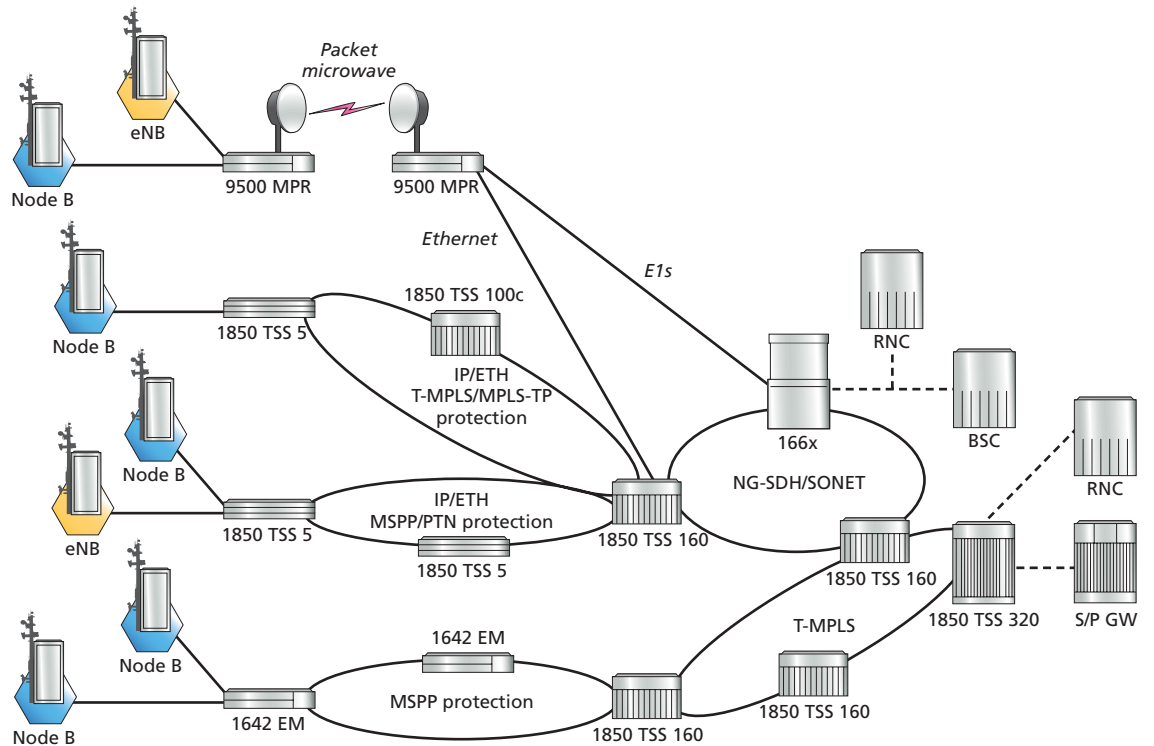 Packet
microwave
eNB
Node B
9500 MPR
9500 MPR
Ethernet
E1s
1850 TSS 100c
Node B
1850 TSS 5
RNC
IP/ETH
T-MPLS/MPLS-TP
protection
166x
BSC
Node B
NG-SDH/SONET
RNC
IP/ETH
MSPP/PTN protection
eNB
1850 TSS 5
1850 TSS 5
1850 TSS 160
1850 TSS 160
1850 TSS 320
S/P GW
T-MPLS
1642 EM
Node B
MSPP protection
1642 EM
Node B
1850 TSS 160
1850 TSS 160